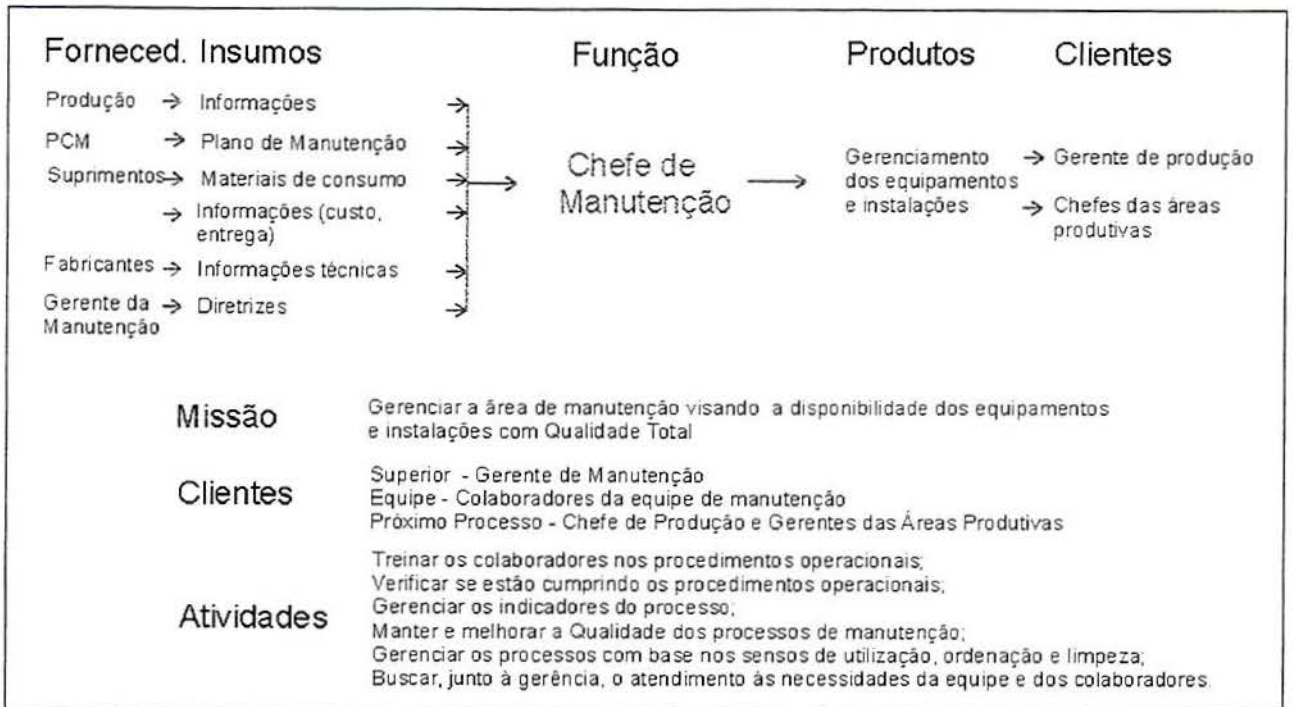 Forneced. Insumos Função Produtos Clientes
Produção → Informações
PCM → Plano de Manutenção
Suprimentos → Materiais de consumo
→ Informações (custo,
entrega)
Fabricantes → Informações técnicas
Gerente da → Diretrizes
Manutenção
Chefe de
Manutenção
Gerenciamento → Gerente de produção
dos equipamentos
e instalações → Chefes das áreas
produtivas
Missão
Gerenciar a área de manutenção visando a disponibilidade dos equipamentos
e instalações com Qualidade Total
Clientes
Superior - Gerente de Manutenção
Equipe - Colaboradores da equipe de manutenção
Próximo Processo - Chefe de Produção e Gerentes das Áreas Produtivas
Atividades
Treinar os colaboradores nos procedimentos operacionais;
Verificar se estão cumprindo os procedimentos operacionais;
Gerenciar os indicadores do processo;
Manter e melhorar a Qualidade dos processos de manutenção;
Gerenciar os processos com base nos sensos de utilização, ordenação e limpeza;
Buscar, junto à gerência, o atendimento às necessidades da equipe e dos colaboradores.